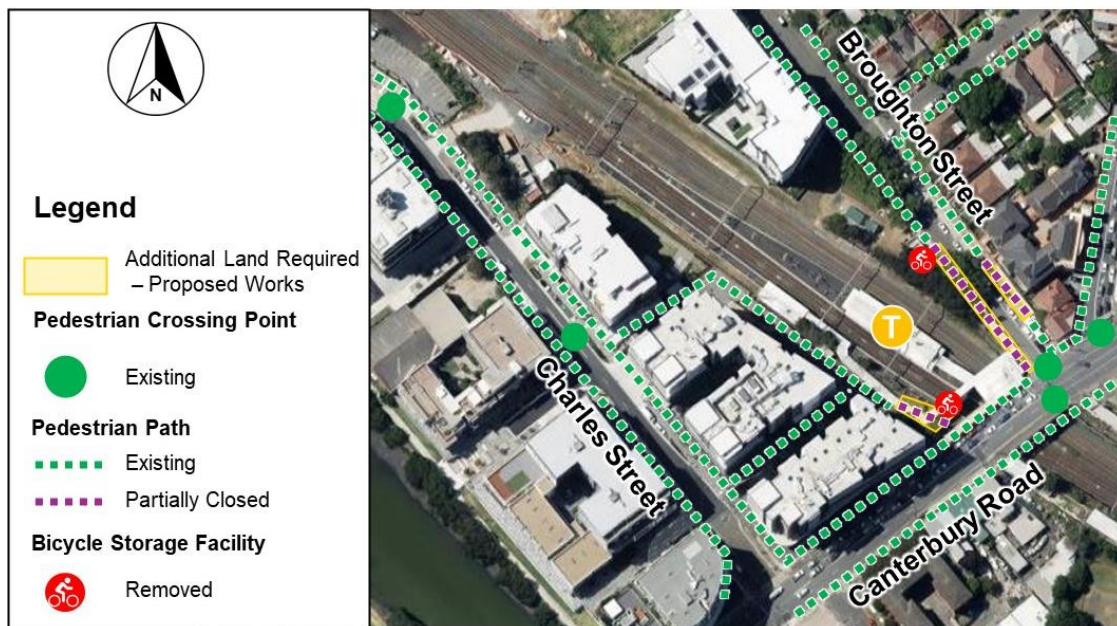 N
Legend
Additional Land Required
– Proposed Works
Pedestrian Crossing Point
Existing
Pedestrian Path
Existing
Partially Closed
Bicycle Storage Facility
Removed
Broughton Street
T
Charles Street
Canterbury Road